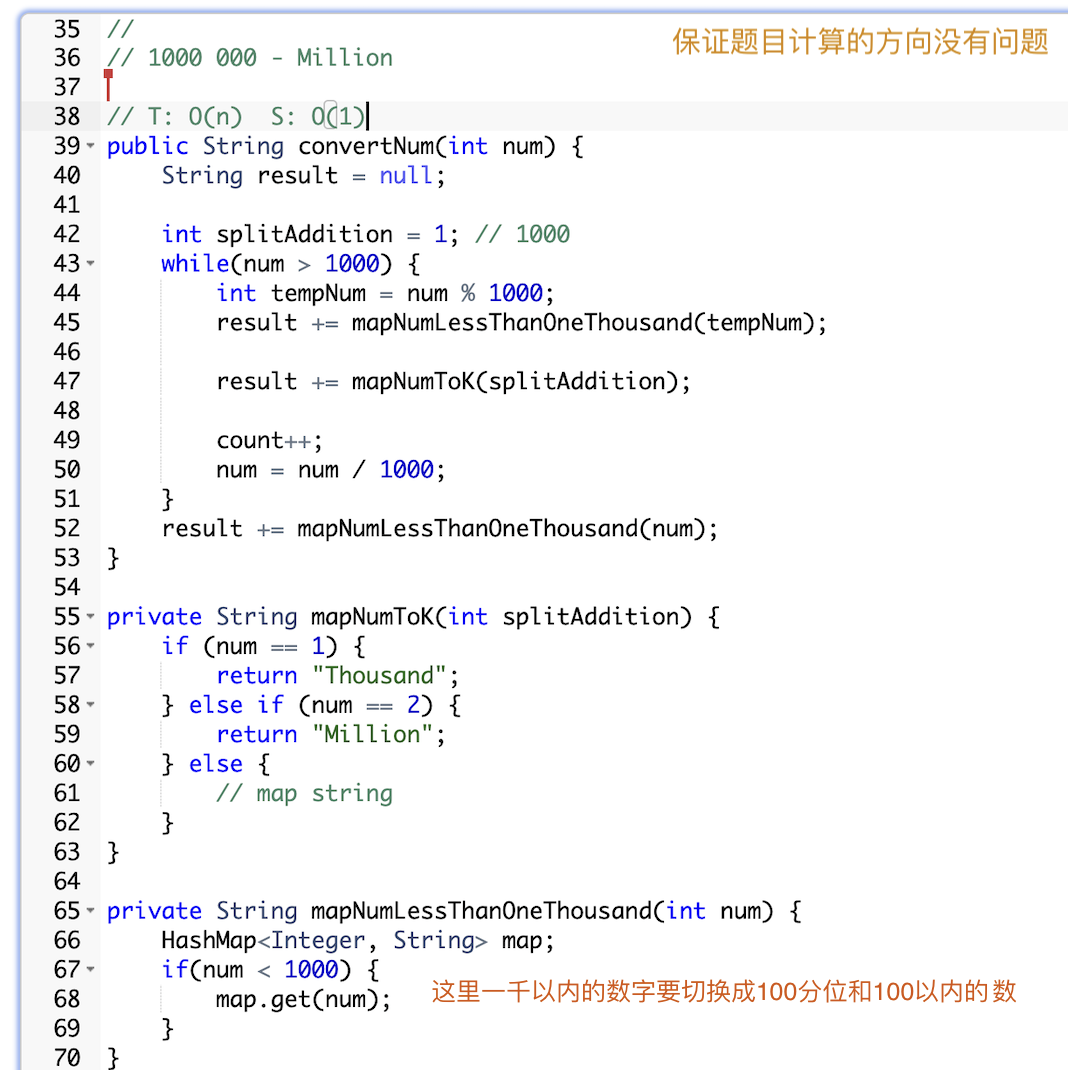 35 //
保证题目计算的方向没有问题
36 // 1000 000 - Million
37
38 // T: O(n)  S: O(1)
39 public String convertNum(int num) {
40     String result = null;
41
42     int splitAddition = 1; // 1000
43     while(num > 1000) {
44         int tempNum = num % 1000;
45         result += mapNumLessThanOneThousand(tempNum);
46
47         result += mapNumToK(splitAddition);
48
49         count++;
50         num = num / 1000;
51     }
52     result += mapNumLessThanOneThousand(num);
53 }
54
55 private String mapNumToK(int splitAddition) {
56     if (num == 1) {
57         return "Thousand";
58     } else if (num == 2) {
59         return "Million";
60     } else {
61         // map string
62     }
63 }
64
65 private String mapNumLessThanOneThousand(int num) {
66     HashMap<Integer, String> map;
67     if(num < 1000) {
68         map.get(num); 这里一千以内的数字要切换成100分位和100以内的数
69     }
70 }